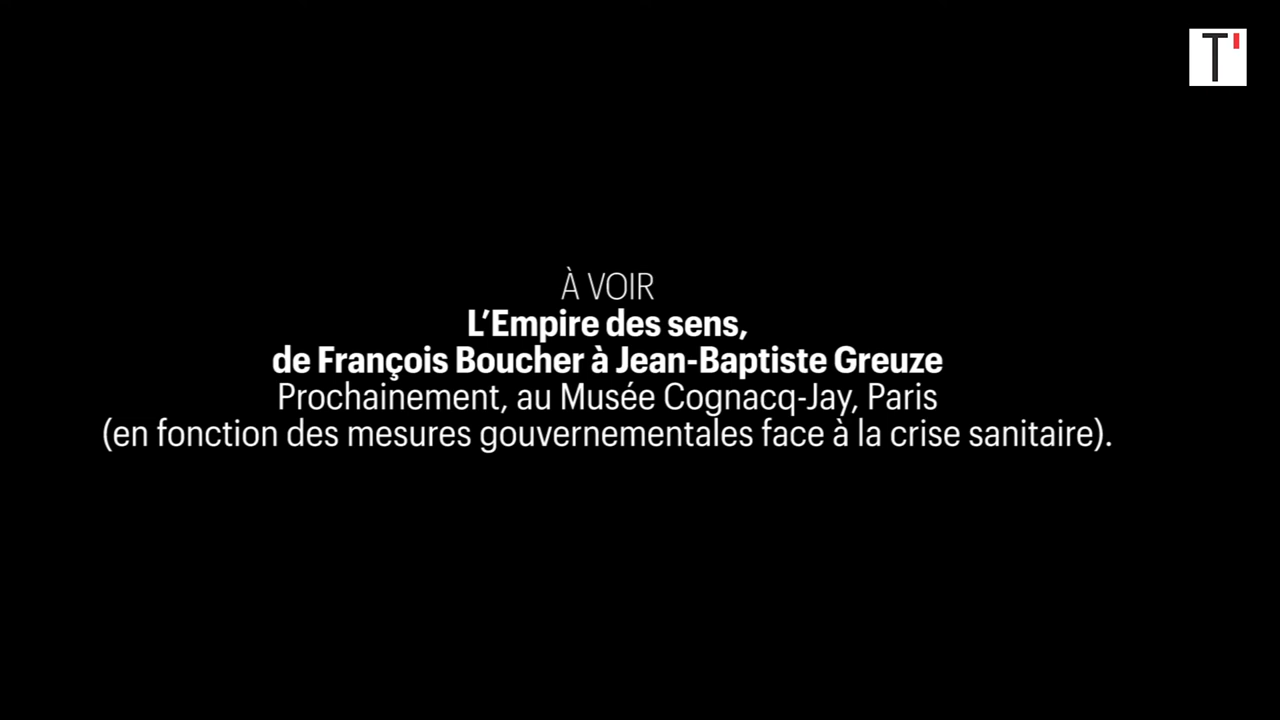 T'
À VOIR
L’Empire des sens,
de François Boucher à Jean-Baptiste Greuze
Prochainement, au Musée Cognacq-Jay, Paris
(en fonction des mesures gouvernementales face à la crise sanitaire).